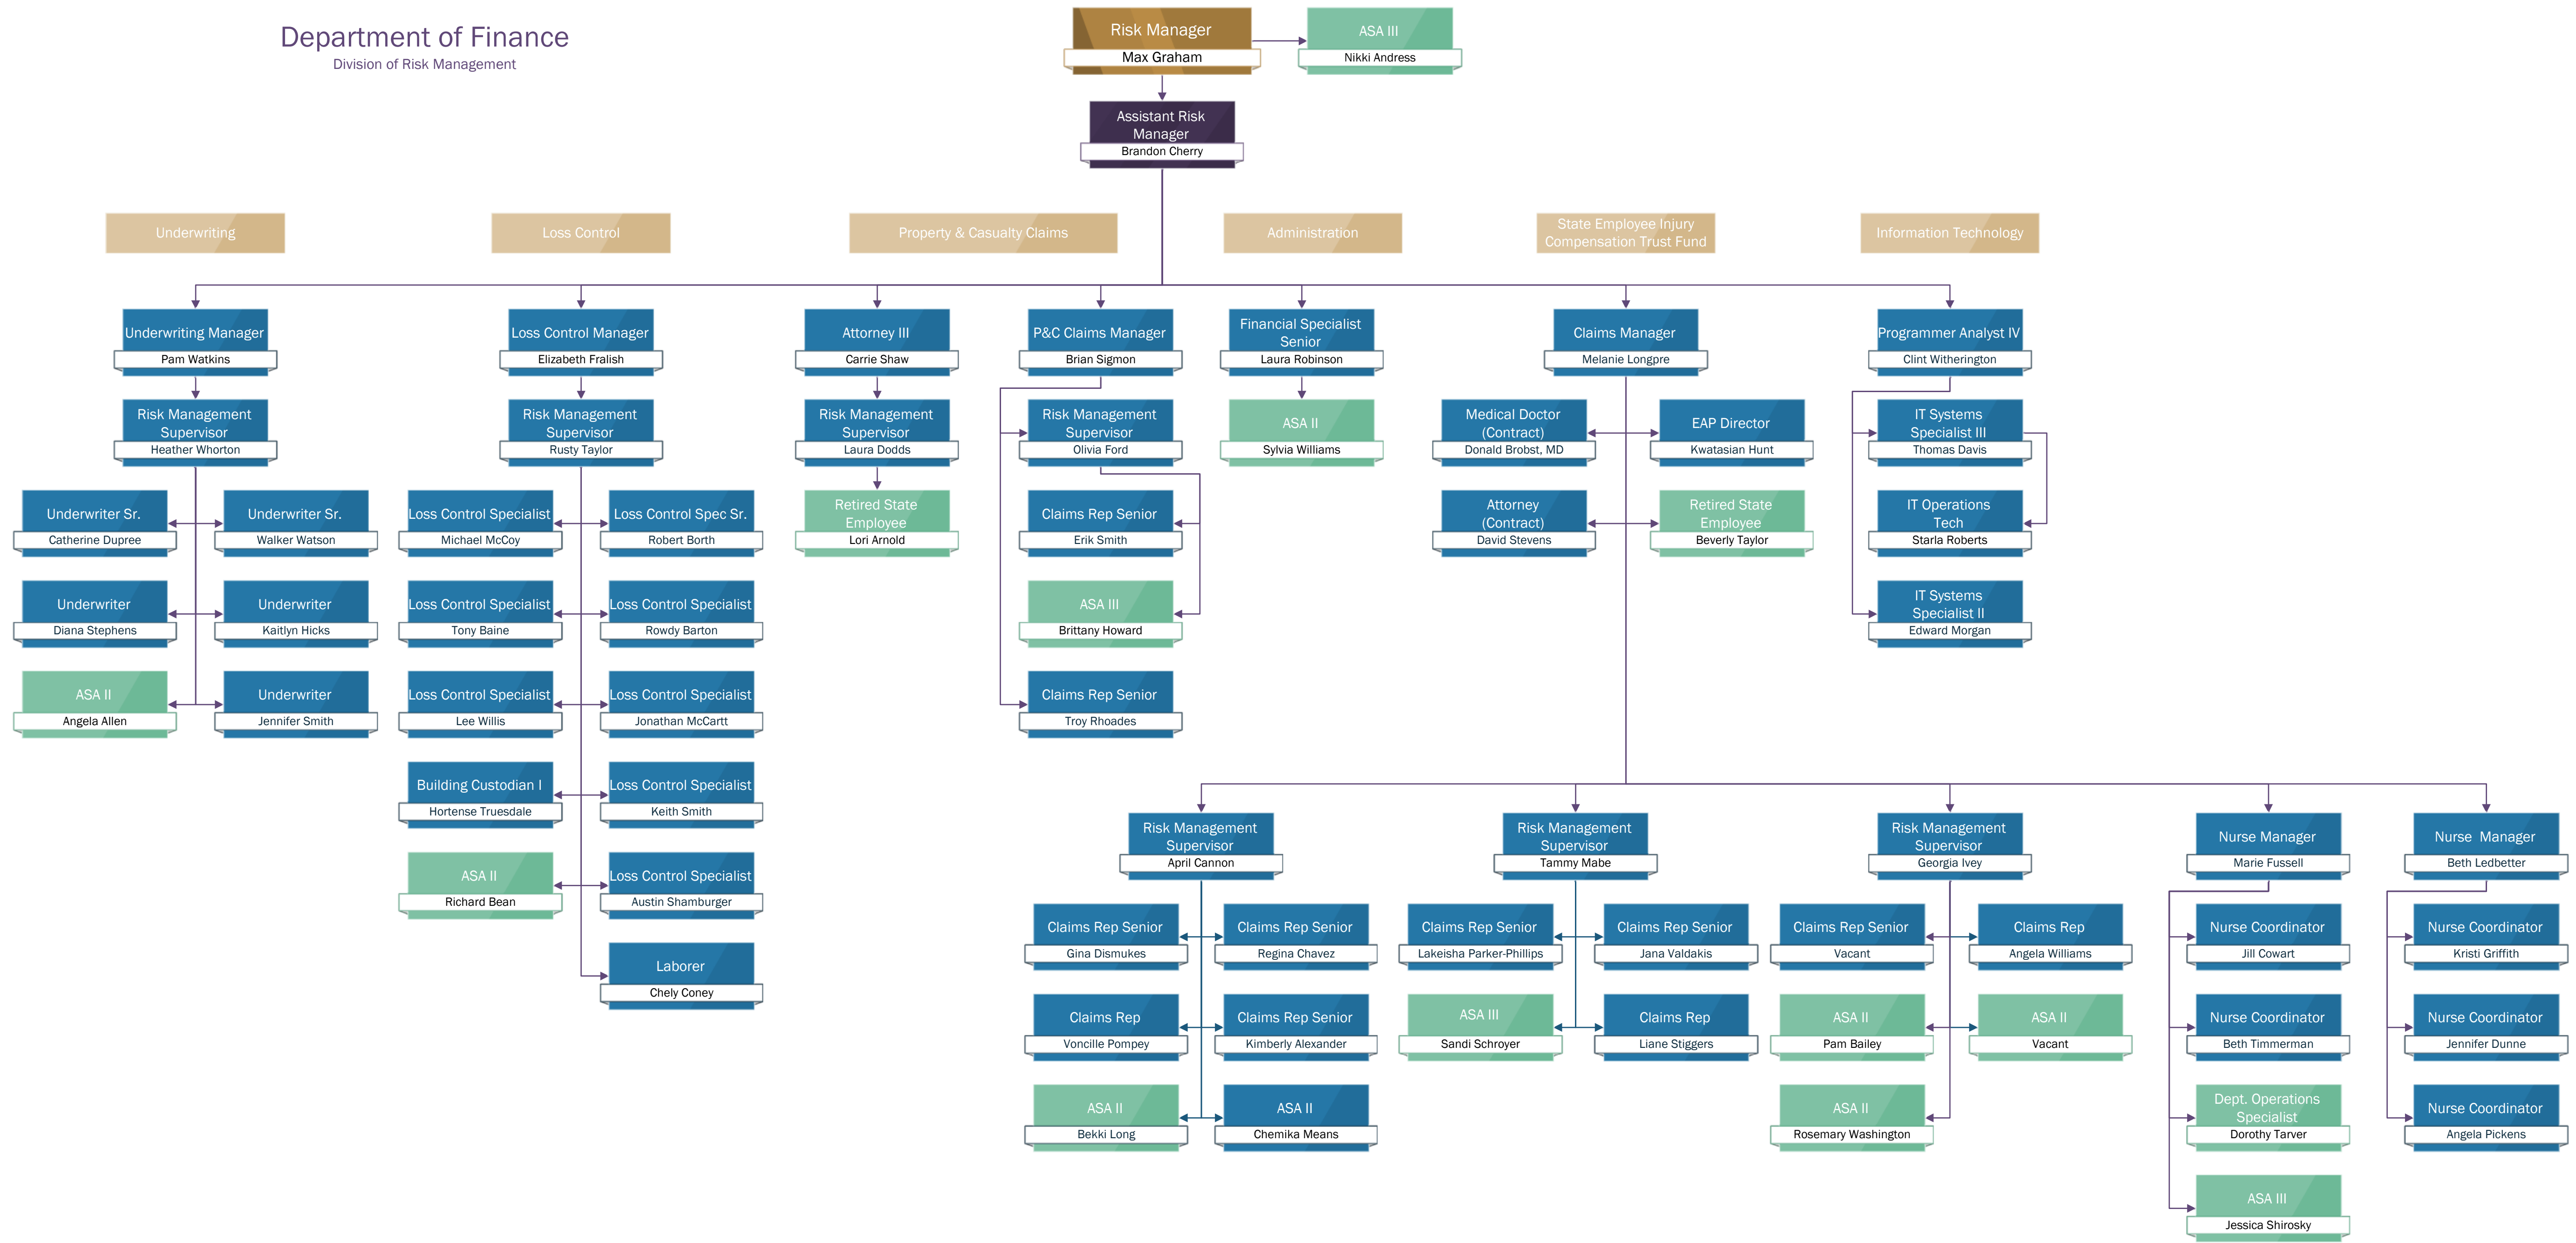 Department of Finance
Division of Risk Management
Risk Manager
Max Graham
ASA III
Nikki Andress
Assistant Risk
Manager
Brandon Cherry
Underwriting
Loss Control
Property & Casualty Claims
Administration
State Employee Injury
Compensation Trust Fund
Information Technology
Underwriting Manager
Pam Watkins
Loss Control Manager
Elizabeth Fralish
Attorney III
Carrie Shaw
P&C Claims Manager
Brian Sigmon
Financial Specialist
Senior
Laura Robinson
Claims Manager
Melanie Longpre
Programmer Analyst IV
Clint Witherington
Risk Management
Supervisor
Heather Whorton
Risk Management
Supervisor
Rusty Taylor
Risk Management
Supervisor
Laura Dodds
Risk Management
Supervisor
Olivia Ford
ASA II
Sylvia Williams
Medical Doctor
(Contract)
Donald Brobst, MD
EAP Director
Kwatasian Hunt
IT Systems
Specialist III
Thomas Davis
Underwriter Sr.
Catherine Dupree
Underwriter Sr.
Walker Watson
Loss Control Specialist
Michael McCoy
Loss Control Spec Sr.
Robert Borth
Retired State
Employee
Lori Arnold
Claims Rep Senior
Erik Smith
Attorney
(Contract)
David Stevens
Retired State
Employee
Beverly Taylor
IT Operations
Tech
Starla Roberts
Underwriter
Diana Stephens
Underwriter
Kaitlyn Hicks
Loss Control Specialist
Tony Baine
Loss Control Specialist
Rowdy Barton
ASA III
Brittany Howard
IT Systems
Specialist II
Edward Morgan
ASA II
Angela Allen
Underwriter
Jennifer Smith
Loss Control Specialist
Lee Willis
Loss Control Specialist
Jonathan McCartt
Claims Rep Senior
Troy Rhoades
Building Custodian I
Hortense Truesdale
Loss Control Specialist
Keith Smith
Risk Management
Supervisor
April Cannon
Risk Management
Supervisor
Tammy Mabe
Risk Management
Supervisor
Georgia Ivey
Nurse Manager
Marie Fussell
Nurse Manager
Beth Ledbetter
ASA II
Richard Bean
Loss Control Specialist
Austin Shamburger
Claims Rep Senior
Gina Dismukes
Claims Rep Senior
Regina Chavez
Claims Rep Senior
Lakeisha Parker-Phillips
Claims Rep Senior
Jana Valdakis
Claims Rep Senior
Vacant
Claims Rep
Angela Williams
Nurse Coordinator
Jill Cowart
Nurse Coordinator
Kristi Griffith
Laborer
Chely Coney
Claims Rep
Voncille Pompey
Claims Rep Senior
Kimberly Alexander
ASA III
Sandi Schroyer
Claims Rep
Liane Stiggers
ASA II
Pam Bailey
ASA II
Vacant
Nurse Coordinator
Beth Timmerman
Nurse Coordinator
Jennifer Dunne
ASA II
Bekki Long
ASA II
Chemika Means
ASA II
Rosemary Washington
Dept. Operations
Specialist
Dorothy Tarver
Nurse Coordinator
Angela Pickens
ASA III
Jessica Shirosky